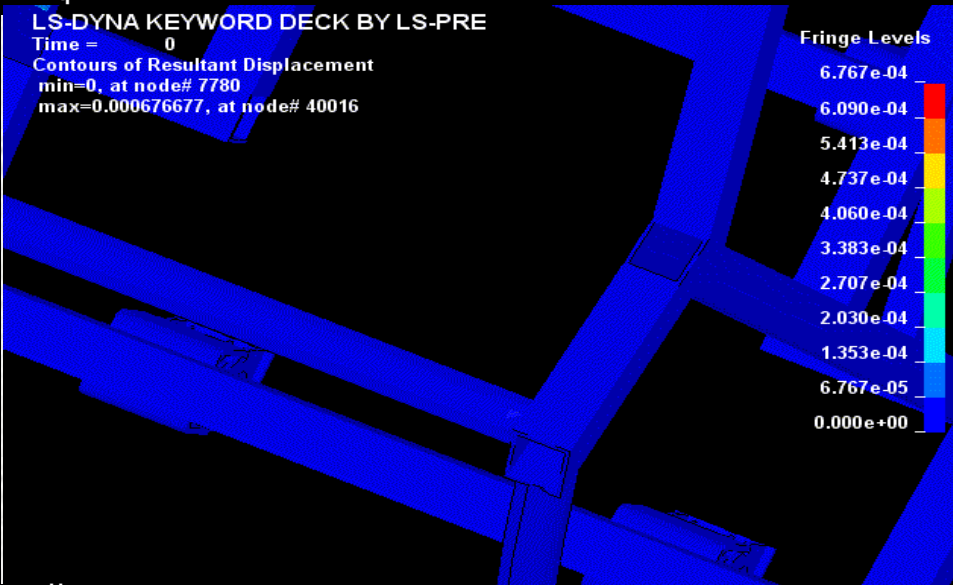 LS-DYNA KEYWORD DECK BY LS-PRE
Time = 0
Contours of Resultant Displacement
min=0, at node# 7780
max=0.000676677, at node# 40016
Fringe Levels
6.767e-04
6.090e-04
5.413e-04
4.737e-04
4.060e-04
3.383e-04
2.707e-04
2.030e-04
1.353e-04
6.767e-05
0.000e+00